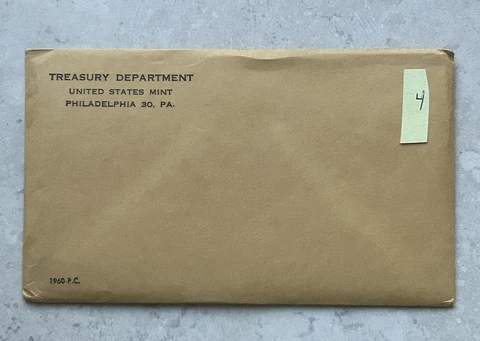 TREASURY DEPARTMENT
UNITED STATES MINT
PHILADELPHIA 30, PA.
4
1960-P.C.